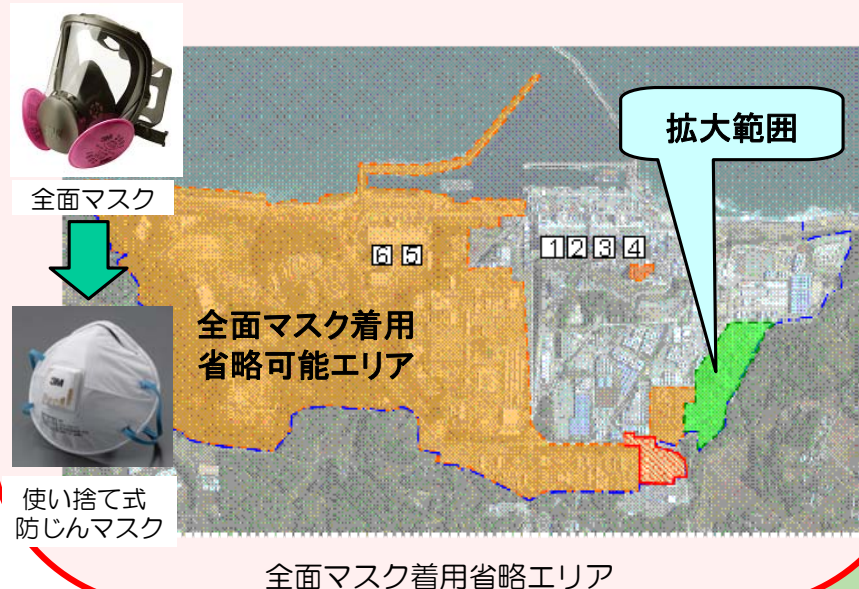 全面マスク
拡大範囲
6 5
1 2 3 4
全面マスク着用
省略可能エリア
3M
使い捨て式
防じんマスク
全面マスク着用省略エリア